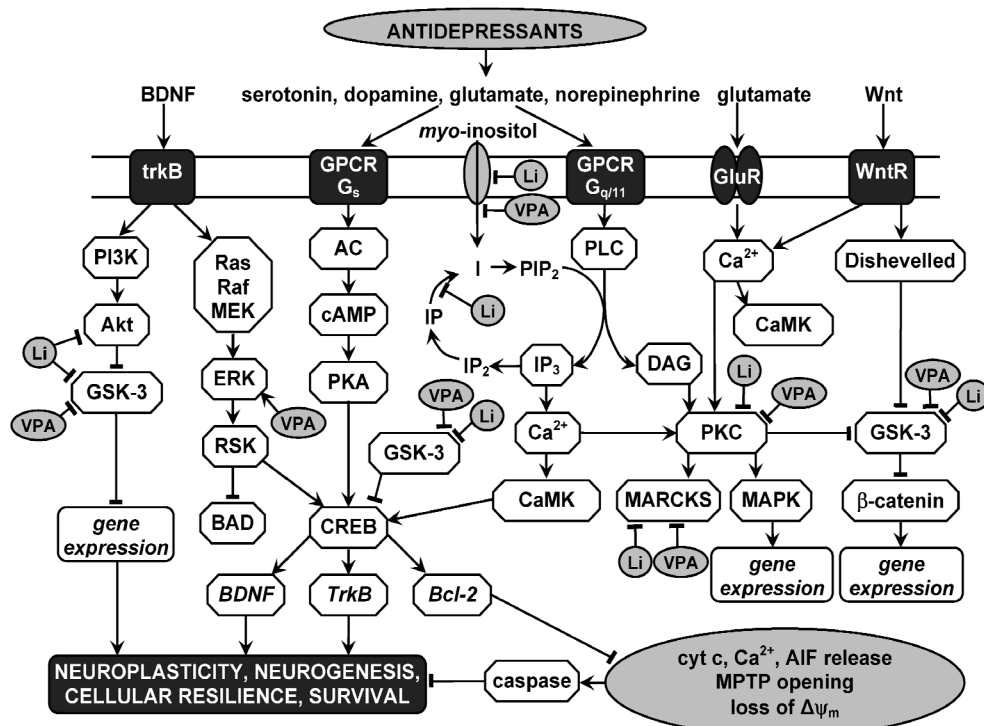 ANTIDEPRESSANTS
BDNF
serotonin, dopamine, glutamate, norepinephrine
glutamate
Wnt
myo-inositol
trkB
GPCR
Gs
Li
VPA
GPCR
Gq/11
GluR
WntR
PI3K
Ras
Raf
MEK
AC
I
PIP2
PLC
Ca2+
Dishevelled
Akt
cAMP
IP
Li
CaMK
Li
GSK-3
VPA
ERK
VPA
PKA
IP2
IP3
DAG
Li
VPA
VPA
Li
VPA
Li
RSK
GSK-3
Ca2+
PKC
GSK-3
BAD
CREB
CaMK
MARCKS
MAPK
β-catenin
gene
expression
Li
VPA
gene
expression
gene
expression
BDNF
TrkB
Bcl-2
NEUROPLASTICITY, NEUROGENESIS,
CELLULAR RESILIENCE, SURVIVAL
caspase
cyt c, Ca2+, AIF release
MPTP opening
loss of Δψm